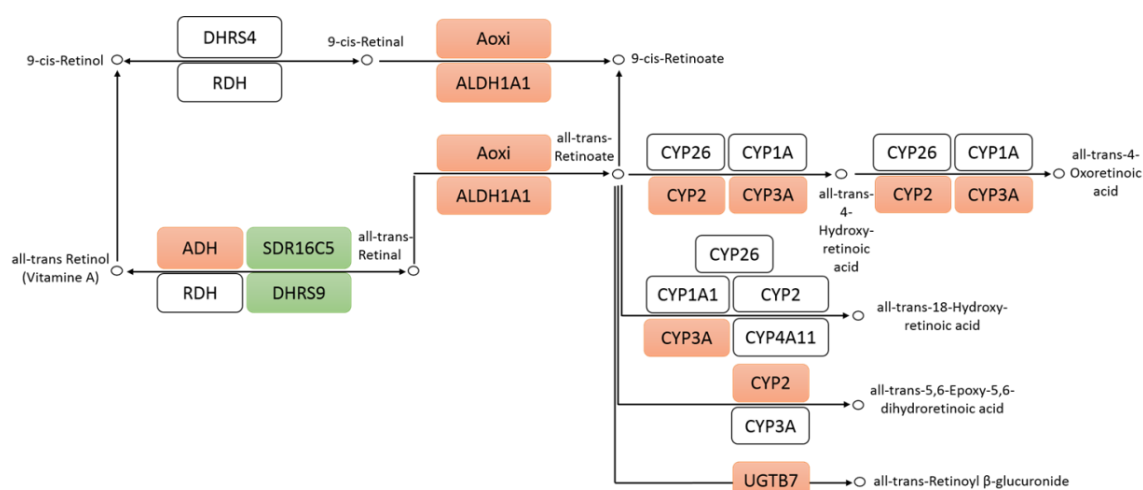 DHRS4
9-cis-Retinal
Aoxi
9-cis-Retinol
9-cis-Retinoate
RDH
ALDH1A1
all-trans-
Retinoate
Aoxi
CYP26
CYP1A
CYP26
CYP1A
all-trans-4-
Oxoretinoic
acid
ALDH1A1
CYP2
CYP3A
all-trans-
4-
Hydroxy-
retinoic
acid
CYP2
CYP3A
all-trans Retinol
(Vitamine A)
ADH
SDR16C5
all-trans-
Retinal
RDH
DHRS9
CYP26
CYP1A1
CYP2
all-trans-18-Hydroxy-
retinoic acid
CYP3A
CYP4A11
CYP2
all-trans-5,6-Epoxy-5,6-
dihydroretinoic acid
CYP3A
UGTB7
all-trans-Retinoyl β-glucuronide